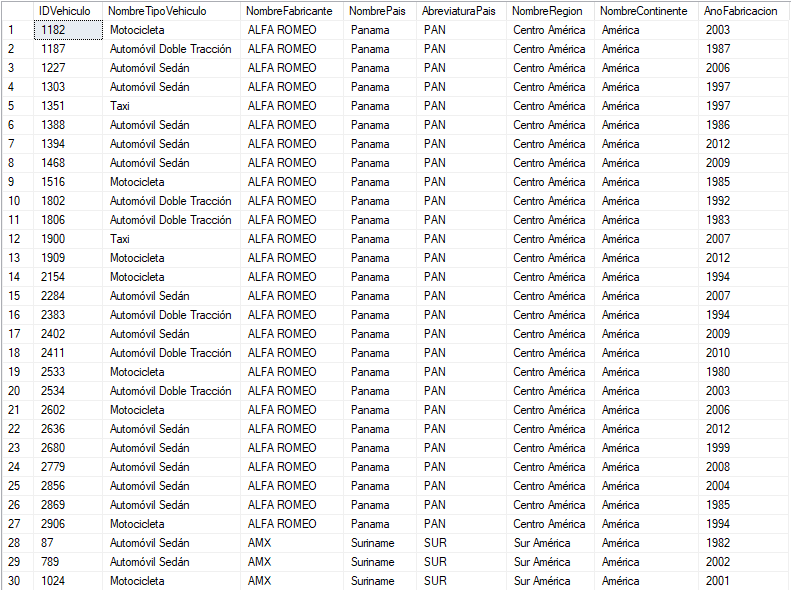 IDVehiculo NombreTipoVehiculo NombreFabricante NombrePais AbreviaturaPais NombreRegion NombreContinente AnoFabricacion
1 1182 Motocicleta ALFA ROMEO Panama PAN Centro América América 2003
2 1187 Automóvil Doble Tracción ALFA ROMEO Panama PAN Centro América América 1987
3 1227 Automóvil Sedán ALFA ROMEO Panama PAN Centro América América 2006
4 1303 Automóvil Sedán ALFA ROMEO Panama PAN Centro América América 1997
5 1351 Taxi ALFA ROMEO Panama PAN Centro América América 1997
6 1388 Automóvil Sedán ALFA ROMEO Panama PAN Centro América América 1986
7 1394 Automóvil Sedán ALFA ROMEO Panama PAN Centro América América 2012
8 1468 Automóvil Sedán ALFA ROMEO Panama PAN Centro América América 2009
9 1516 Motocicleta ALFA ROMEO Panama PAN Centro América América 1985
10 1802 Automóvil Doble Tracción ALFA ROMEO Panama PAN Centro América América 1992
11 1806 Automóvil Doble Tracción ALFA ROMEO Panama PAN Centro América América 1983
12 1900 Taxi ALFA ROMEO Panama PAN Centro América América 2007
13 1909 Motocicleta ALFA ROMEO Panama PAN Centro América América 2012
14 2154 Motocicleta ALFA ROMEO Panama PAN Centro América América 1994
15 2284 Automóvil Sedán ALFA ROMEO Panama PAN Centro América América 2007
16 2383 Automóvil Doble Tracción ALFA ROMEO Panama PAN Centro América América 1994
17 2402 Automóvil Sedán ALFA ROMEO Panama PAN Centro América América 2009
18 2411 Automóvil Doble Tracción ALFA ROMEO Panama PAN Centro América América 2010
19 2533 Motocicleta ALFA ROMEO Panama PAN Centro América América 1980
20 2534 Automóvil Doble Tracción ALFA ROMEO Panama PAN Centro América América 2003
21 2602 Motocicleta ALFA ROMEO Panama PAN Centro América América 2006
22 2636 Automóvil Sedán ALFA ROMEO Panama PAN Centro América América 2012
23 2680 Automóvil Sedán ALFA ROMEO Panama PAN Centro América América 1999
24 2779 Automóvil Sedán ALFA ROMEO Panama PAN Centro América América 2008
25 2856 Automóvil Sedán ALFA ROMEO Panama PAN Centro América América 2004
26 2869 Automóvil Sedán ALFA ROMEO Panama PAN Centro América América 1985
27 2906 Motocicleta ALFA ROMEO Panama PAN Centro América América 1994
28 87 Automóvil Sedán AMX Suriname SUR Sur América América 1982
29 789 Automóvil Sedán AMX Suriname SUR Sur América América 2002
30 1024 Motocicleta AMX Suriname SUR Sur América América 2001